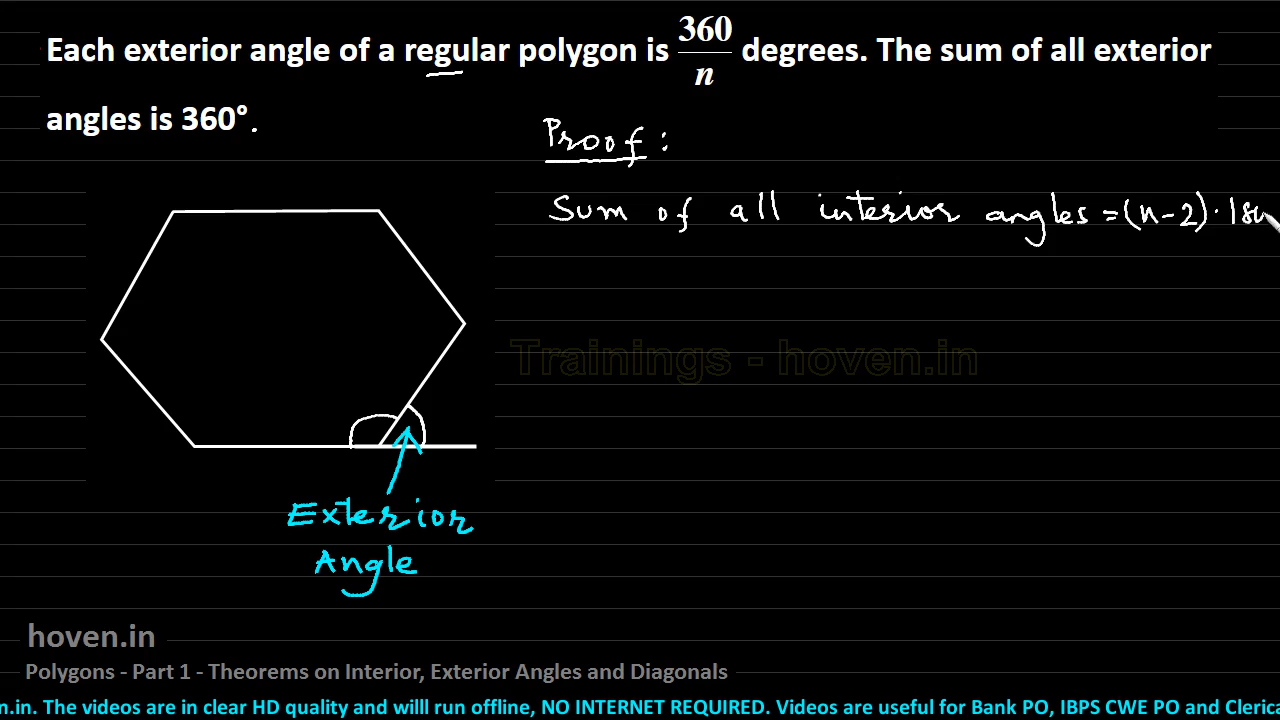 Each exterior angle of a regular polygon is 360/n degrees. The sum of all exterior
angles is 360°.
Proof:
Sum of all interior angles = (n-2) · 180
Trainings - hoven.in
Exterior
Angle
hoven.in
Polygons - Part 1 - Theorems on Interior, Exterior Angles and Diagonals
n.in. The videos are in clear HD quality and willl run offline, NO INTERNET REQUIRED. Videos are useful for Bank PO, IBPS CWE PO and Clerica